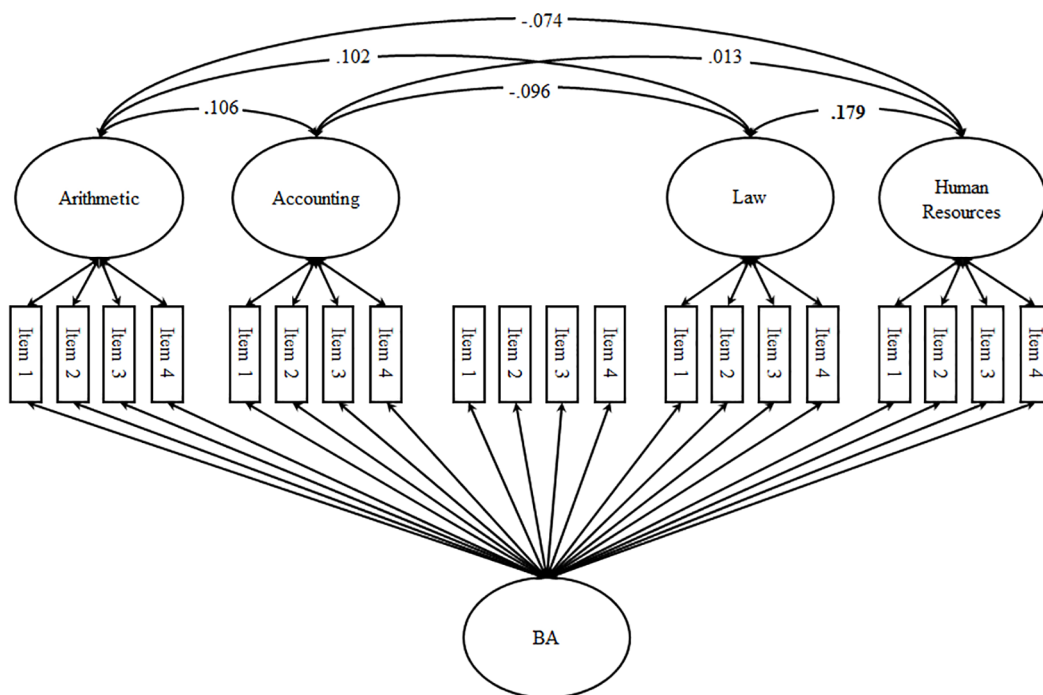 -.074
.102
.013
.106
-.096
.179
Arithmetic
Accounting
Law
Human
Resources
Item 1
Item 2
Item 3
Item 4
Item 1
Item 2
Item 3
Item 4
Item 1
Item 2
Item 3
Item 4
Item 1
Item 2
Item 3
Item 4
Item 1
Item 2
Item 3
Item 4
BA